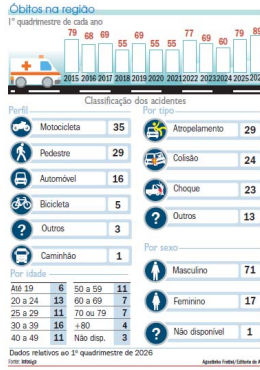 Óbitos na região
1º quadrimestre de cada ano
79 68 69 55 69 55 55 77 69 60 79 89
2015 2016 2017 2018 2019 2020 2021 2022 2023 2024 2025
Classificação dos acidentes
Perfil
Motocicleta 35
Pedestre 29
Automóvel 16
Bicicleta 5
? Outros 3
Caminhão 1
Por tipo
Atropelamento 29
Colisão 24
Choque 23
? Outros 13
Por sexo
Masculino 71
Feminino 17
? Não disponível 1
Por idade
Até 19 6 50 a 59 11
20 a 24 13 60 a 69 7
25 a 29 11 70 ou 79 7
30 a 39 16 +80 4
40 a 49 11 Não disp. 3
Dados relativos ao 1º quadrimestre de 2026
Fonte: Infosiga